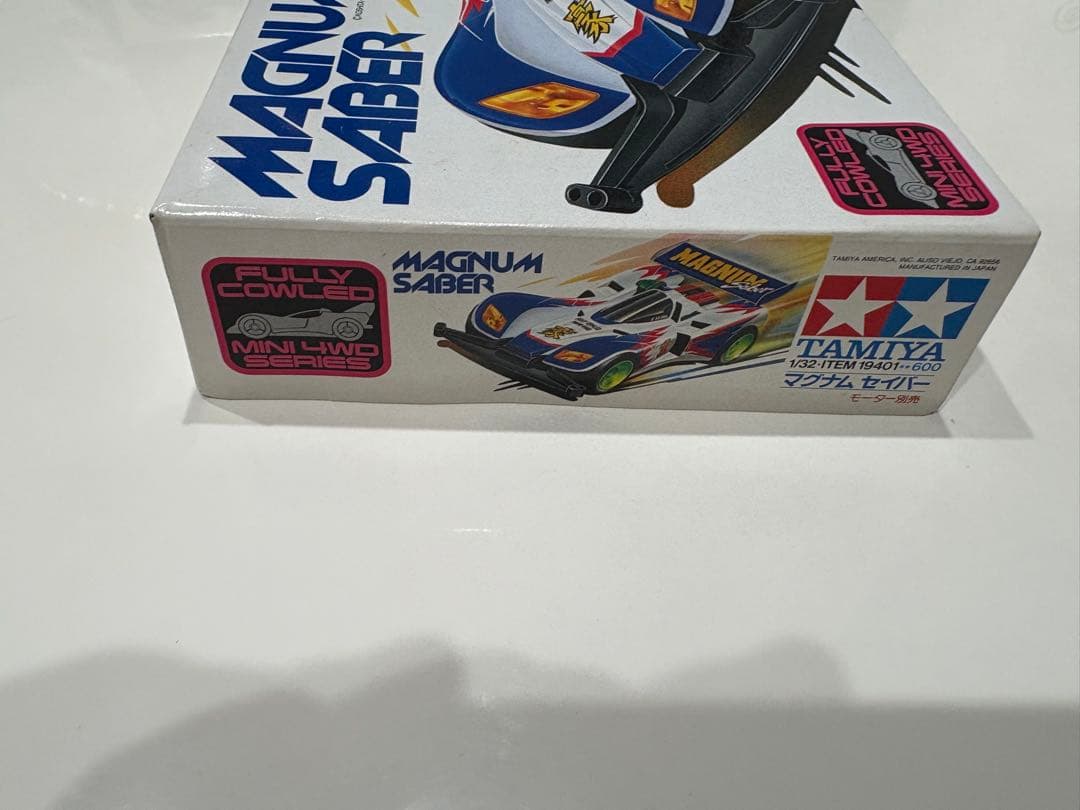 MAGNUM
SABER
FULLY
COWLED
MINI 4WD
SERIES
FULLY
COWLED
MINI 4WD
SERIES
MAGNUM
SABER
MAGNUM
Saber
TAMIYA AMERICA, INC. ALISO VIEJO, CA 92656
MANUFACTURED IN JAPAN
TAMIYA
1/32・ITEM 19401**600
マグナム セイバー
モーター別売